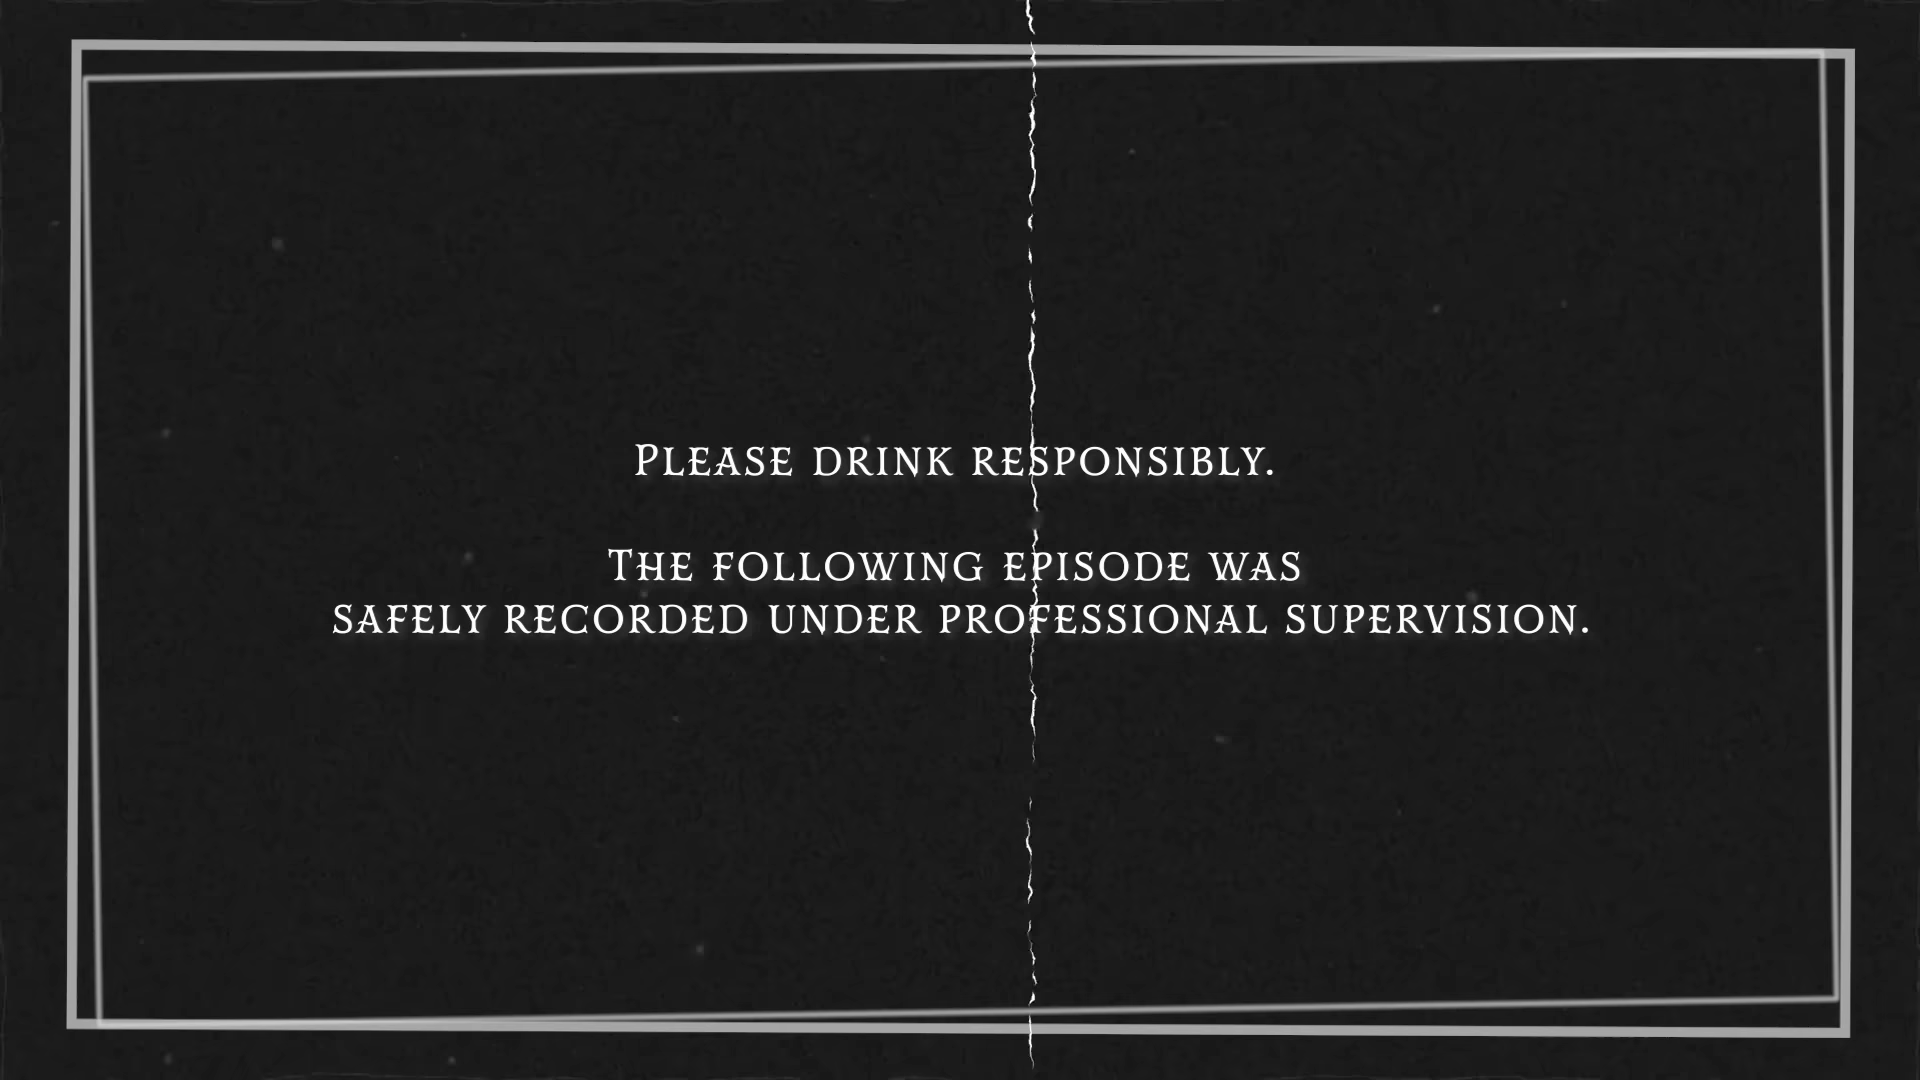 Please drink responsibly.
The following episode was
safely recorded under professional supervision.